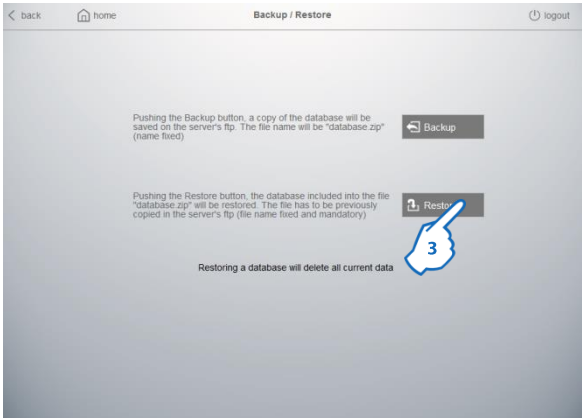 back
home
Backup / Restore
logout
Pushing the Backup button, a copy of the database will be
saved on the server's ftp. The file name will be "database.zip"
(name fixed)
Backup
Pushing the Restore button, the database included into the file
"database.zip" will be restored. The file has to be previously
copied in the server's ftp (file name fixed and mandatory)
Restore
3
Restoring a database will delete all current data